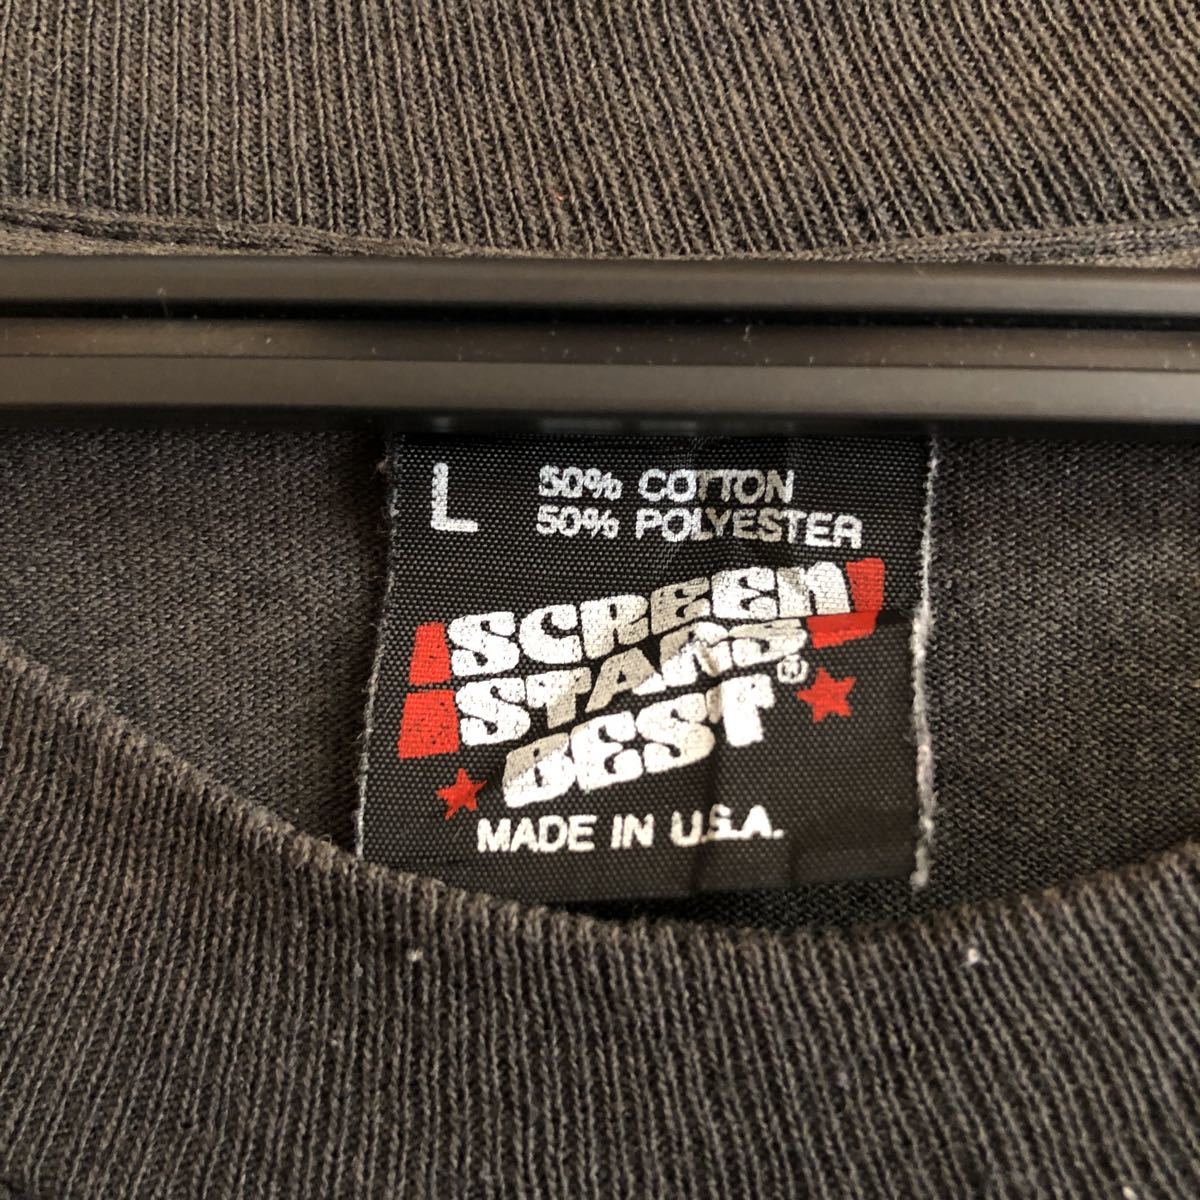 L
50% COTTON
50% POLYESTER
SCREEN
STARS®
BEST
MADE IN U.S.A.